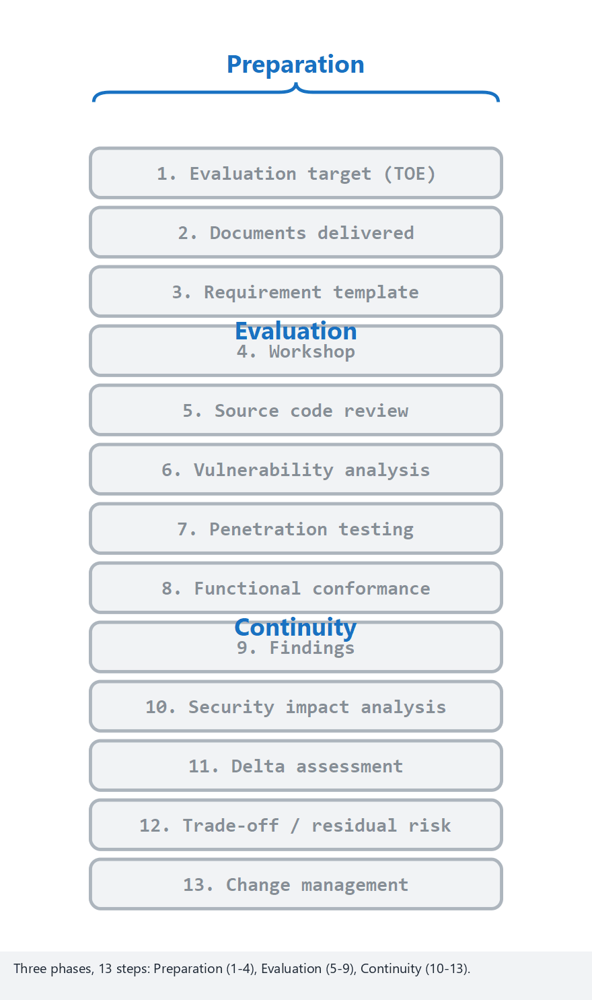 Preparation
1. Evaluation target (TOE)
2. Documents delivered
3. Requirement template
Evaluation
4. Workshop
5. Source code review
6. Vulnerability analysis
7. Penetration testing
8. Functional conformance
Continuity
9. Findings
10. Security impact analysis
11. Delta assessment
12. Trade-off / residual risk
13. Change management
Three phases, 13 steps: Preparation (1-4), Evaluation (5-9), Continuity (10-13).